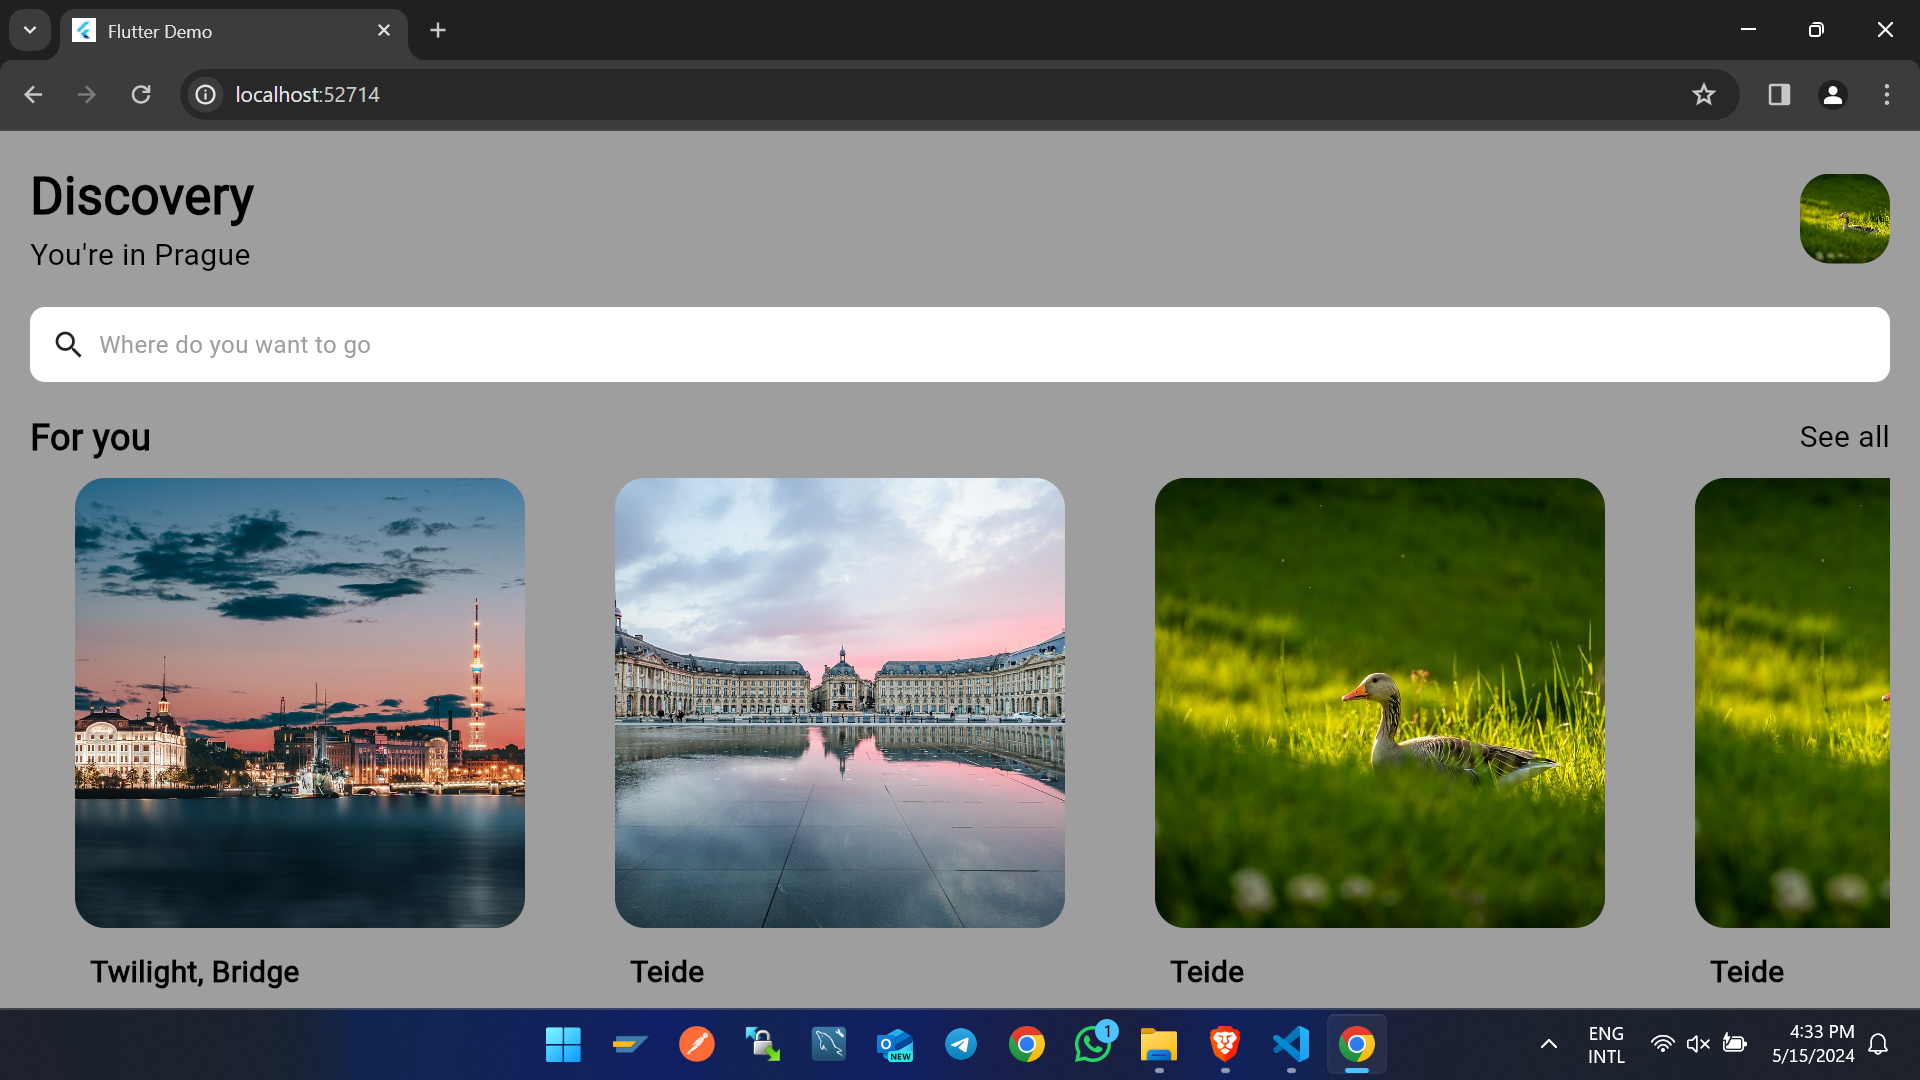 Flutter Demo
localhost:52714
Discovery
You're in Prague
Where do you want to go
For you
See all
Twilight, Bridge
Teide
Teide
Teide
NEW
1
ENG
INTL
4:33 PM
5/15/2024